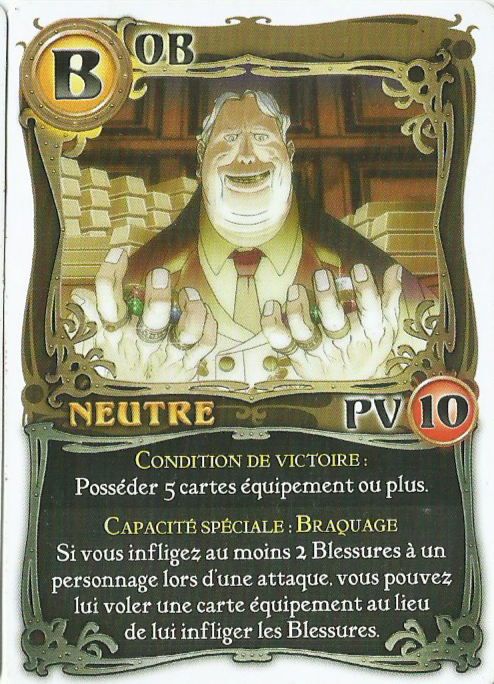 B OB
NEUTRE PV 10
CONDITION DE VICTOIRE :
Posséder 5 cartes équipement ou plus.
CAPACITÉ SPÉCIALE : BRAQUAGE
Si vous infligez au moins 2 Blessures à un
personnage lors d'une attaque, vous pouvez
lui voler une carte équipement au lieu
de lui infliger les Blessures.